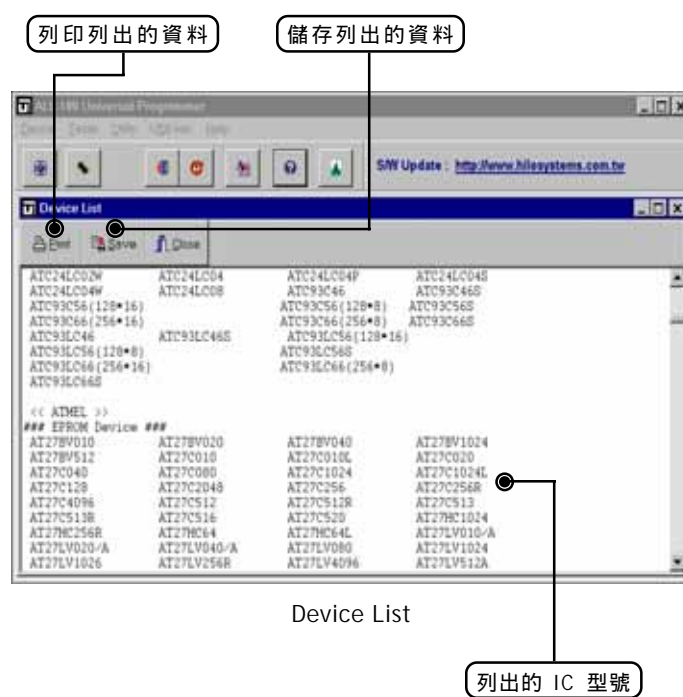 列印列出的資料
儲存列出的資料
Universal Programmer
Help
S/W Update : http://www.hilosystems.com.tw
Device List
Print Save Close
ATC24LC02W ATC24LC04 ATC24LC04P ATC24LC04S
ATC24LC04W ATC24LC08 ATC93C46 ATC93C46S
ATC93C56(128*16) ATC93C56(128*8) ATC93C56S
ATC93C66(256*16) ATC93C66(256*8) ATC93C66S
ATC93LC46 ATC93LC46S ATC93LC56(128*16)
ATC93LC56(128*8) ATC93LC56S
ATC93LC66(256*16) ATC93LC66(256*8)
ATC93LC66S
<< ATMEL >>
### EPROM Device ###
AT27BV010 AT27BV020 AT27BV040 AT27BV1024
AT27BV512 AT27C010 AT27C010L AT27C020
AT27C040 AT27C080 AT27C1024 AT27C1024L
AT27C128 AT27C2048 AT27C256 AT27C256R
AT27C4096 AT27C512 AT27C512R AT27C513
AT27C513R AT27C516 AT27C520 AT27HC1024
AT27HC256R AT27HC64 AT27HC64L AT27LV010/A
AT27LV020/A AT27LV040/A AT27LV080 AT27LV1024
AT27LV1026 AT27LV256R AT27LV4096 AT27LV512A
Device List
列出的 IC 型號